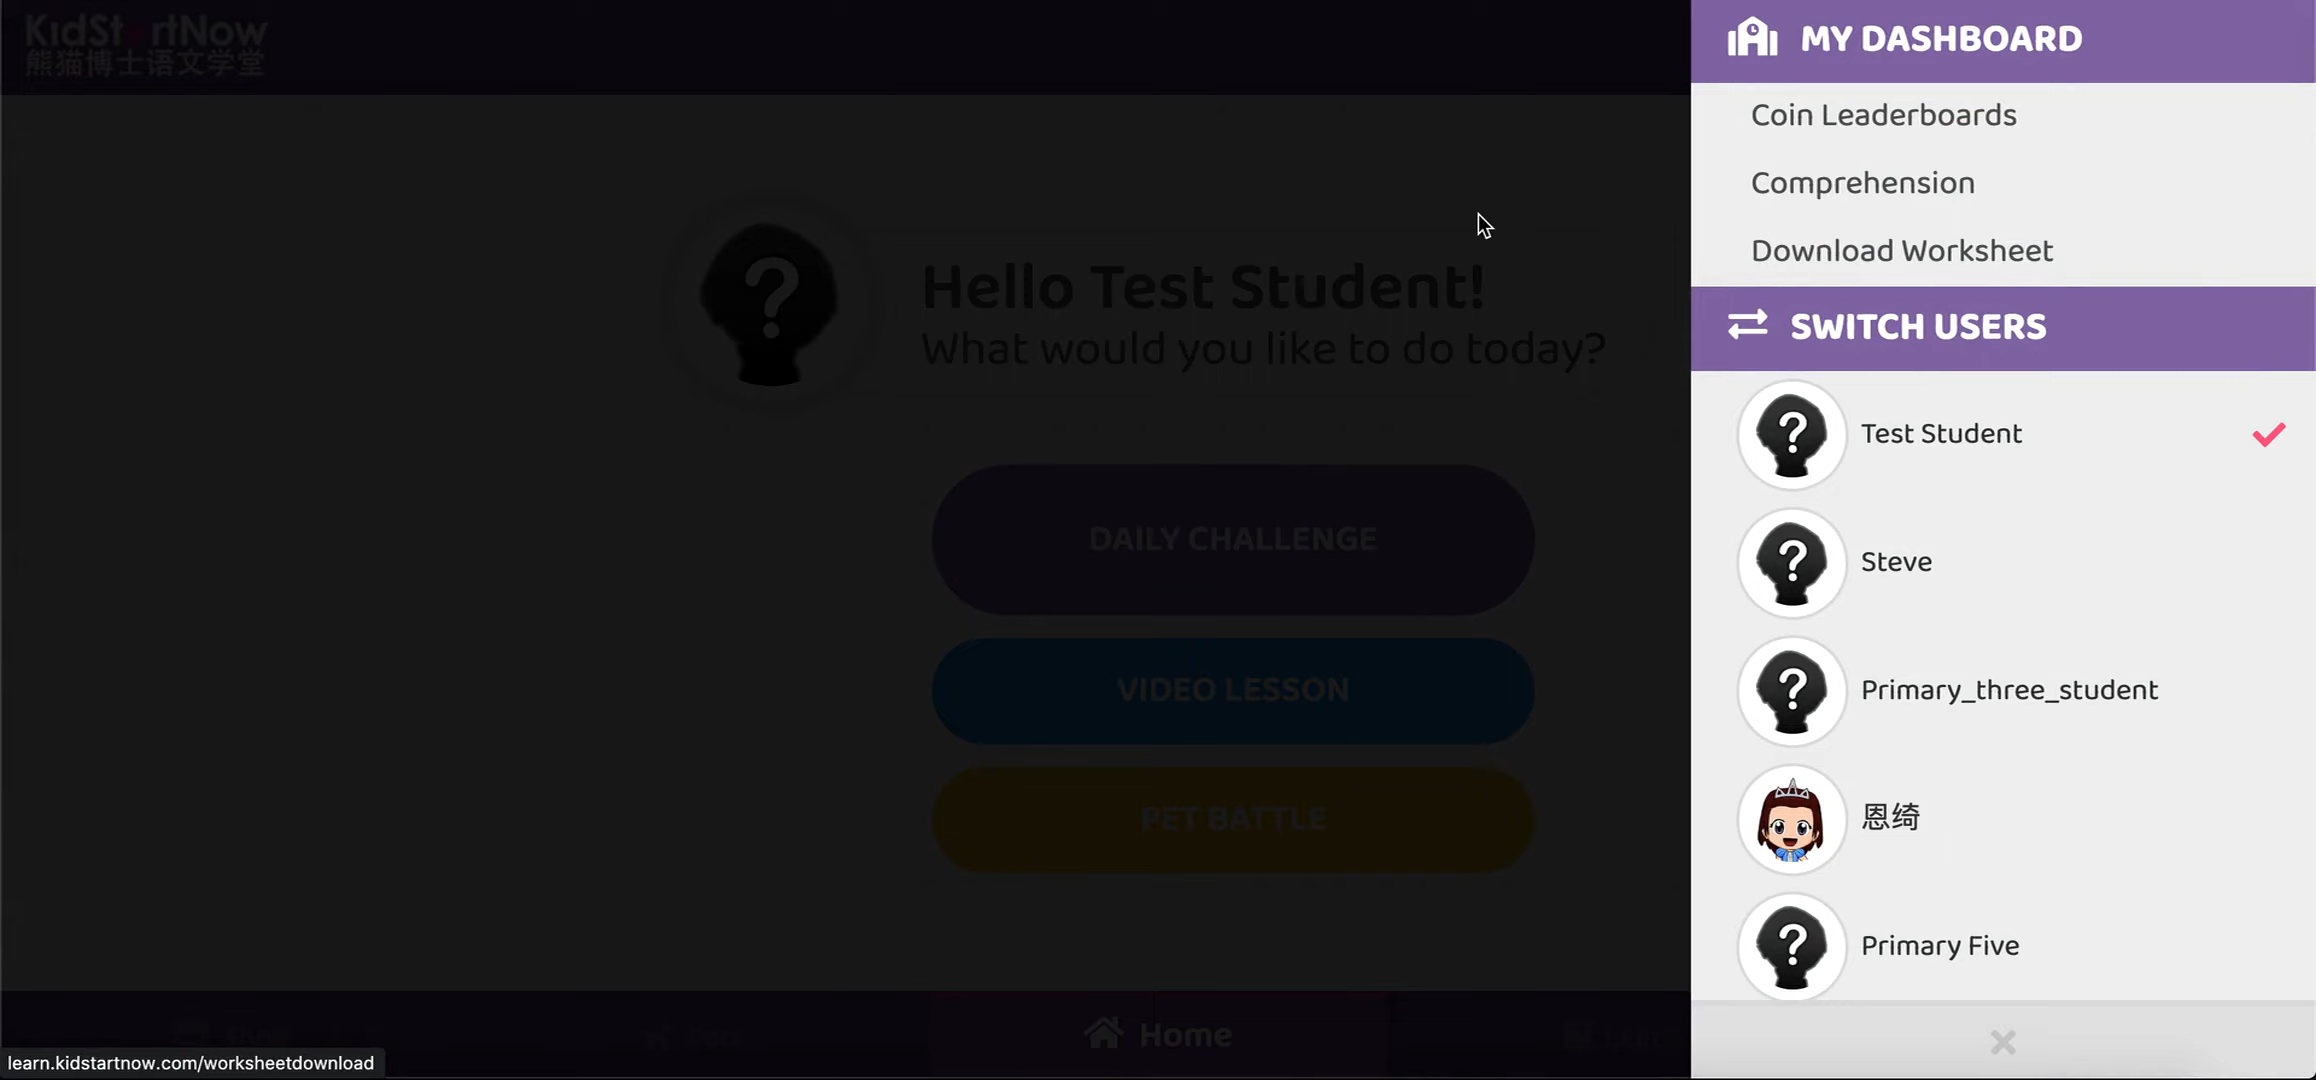 KidStartNow
熊猫博士语文学堂
Hello Test Student!
What would you like to do today?
DAILY CHALLENGE
VIDEO LESSON
PET BATTLE
Home
learn.kidstartnow.com/worksheetdownload
MY DASHBOARD
Coin Leaderboards
Comprehension
Download Worksheet
SWITCH USERS
Test Student
Steve
Primary_three_student
恩绮
Primary Five